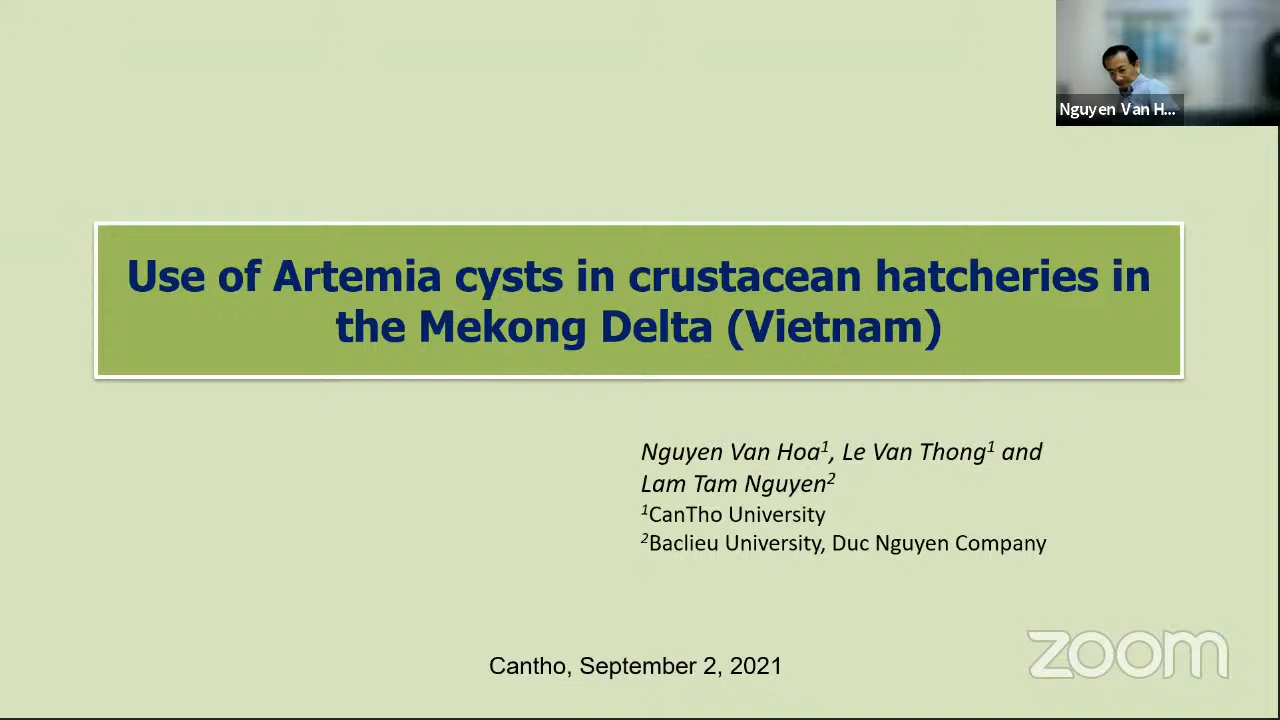 Nguyen Van H...
Use of Artemia cysts in crustacean hatcheries in
the Mekong Delta (Vietnam)
Nguyen Van Hoa¹, Le Van Thong¹ and
Lam Tam Nguyen²
¹CanTho University
²Baclieu University, Duc Nguyen Company
Cantho, September 2, 2021
zoom